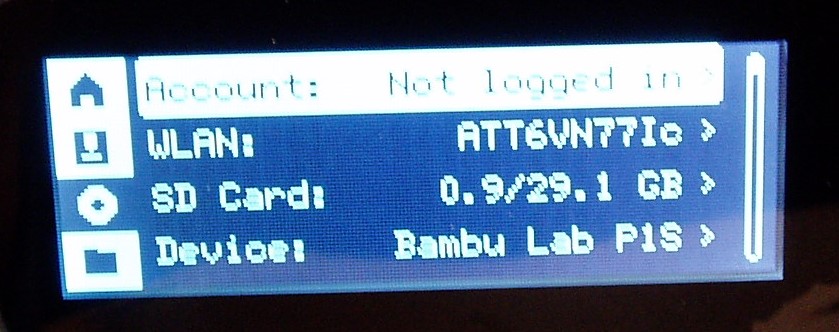 Account: Not logged in >
WLAN: ATT6VN77Ic >
SD Card: 0.9/29.1 GB >
Device: Bambu Lab P1S >